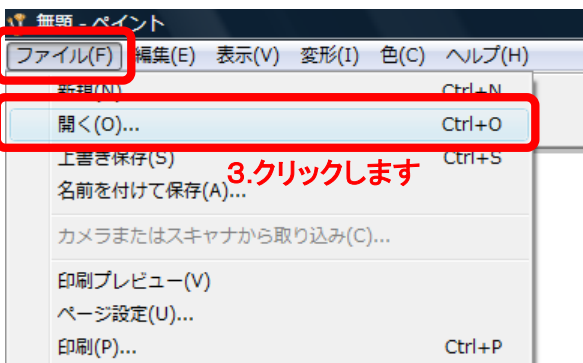 無題 - ペイント
ファイル(F) 編集(E) 表示(V) 変形(I) 色(C) ヘルプ(H)
新規(N) Ctrl+N
開く(O)... Ctrl+O
上書き保存(S) Ctrl+S
3.クリックします
名前を付けて保存(A)...
カメラまたはスキャナから取り込み(C)...
印刷プレビュー(V)
ページ設定(U)...
印刷(P)... Ctrl+P